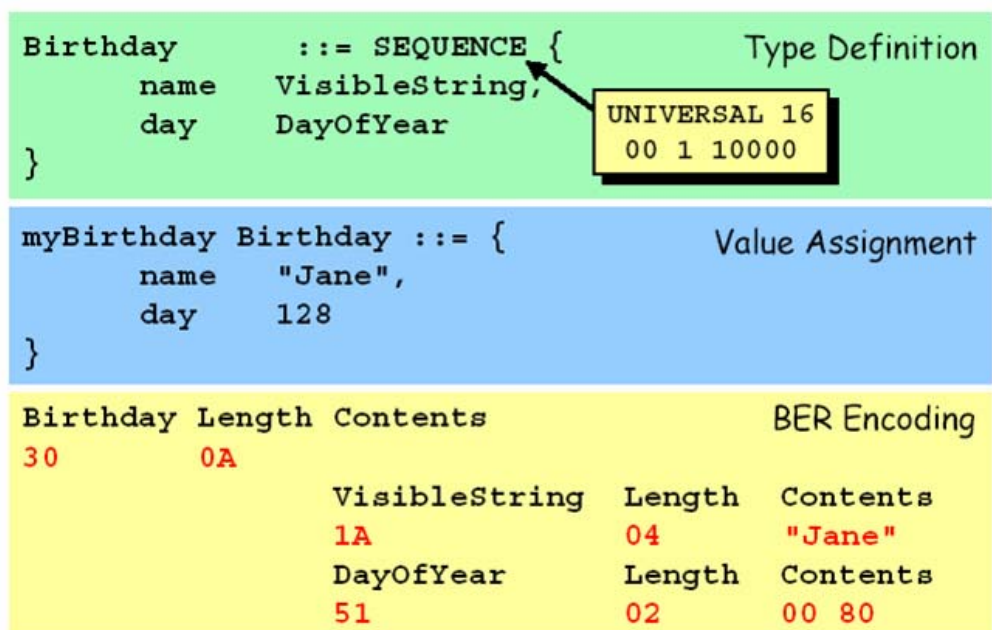 Birthday ::= SEQUENCE { Type Definition
name VisibleString,
day DayOfYear
UNIVERSAL 16
00 1 10000
}
myBirthday Birthday ::= { Value Assignment
name "Jane",
day 128
}
Birthday Length Contents BER Encoding
30 0A
VisibleString Length Contents
1A 04 "Jane"
DayOfYear Length Contents
51 02 00 80